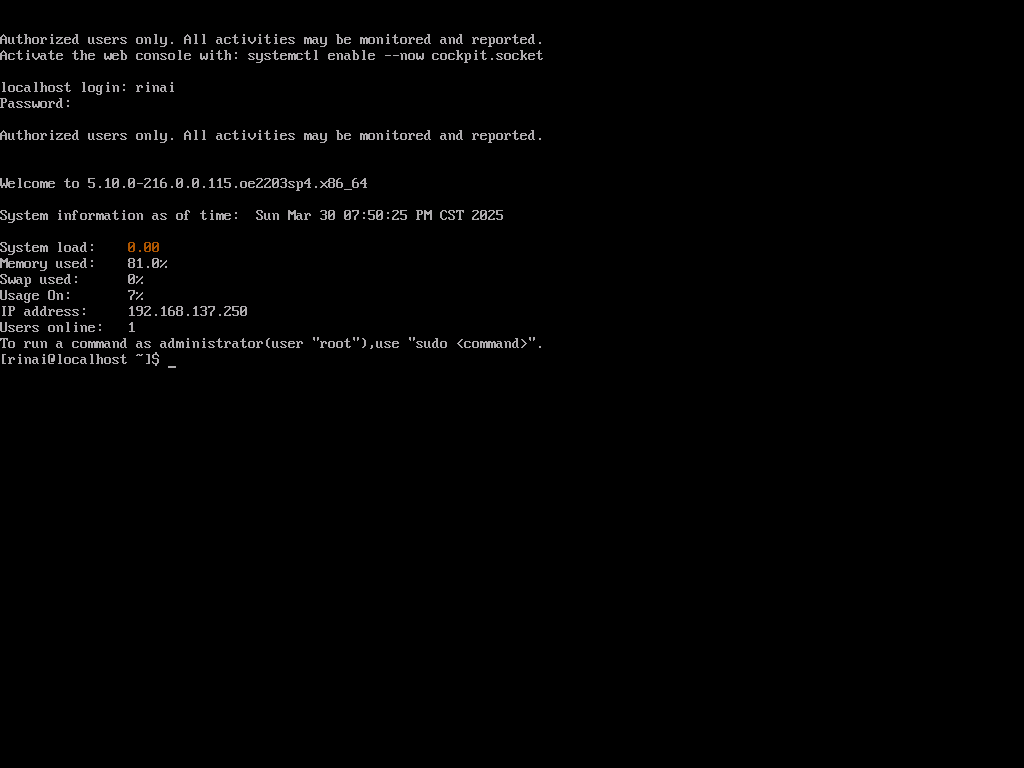 Authorized users only. All activities may be monitored and reported.
Activate the web console with: systemctl enable --now cockpit.socket
localhost login: rinai
Password:
Authorized users only. All activities may be monitored and reported.
Welcome to 5.10.0-216.0.0.115.oe2203sp4.x86_64
System information as of time:  Sun Mar 30 07:50:25 PM CST 2025
System load:    0.00
Memory used:    81.0%
Swap used:      0%
Usage On:       7%
IP address:     192.168.137.250
Users online:   1
To run a command as administrator(user "root"),use "sudo <command>".
[rinai@localhost ~]$ _